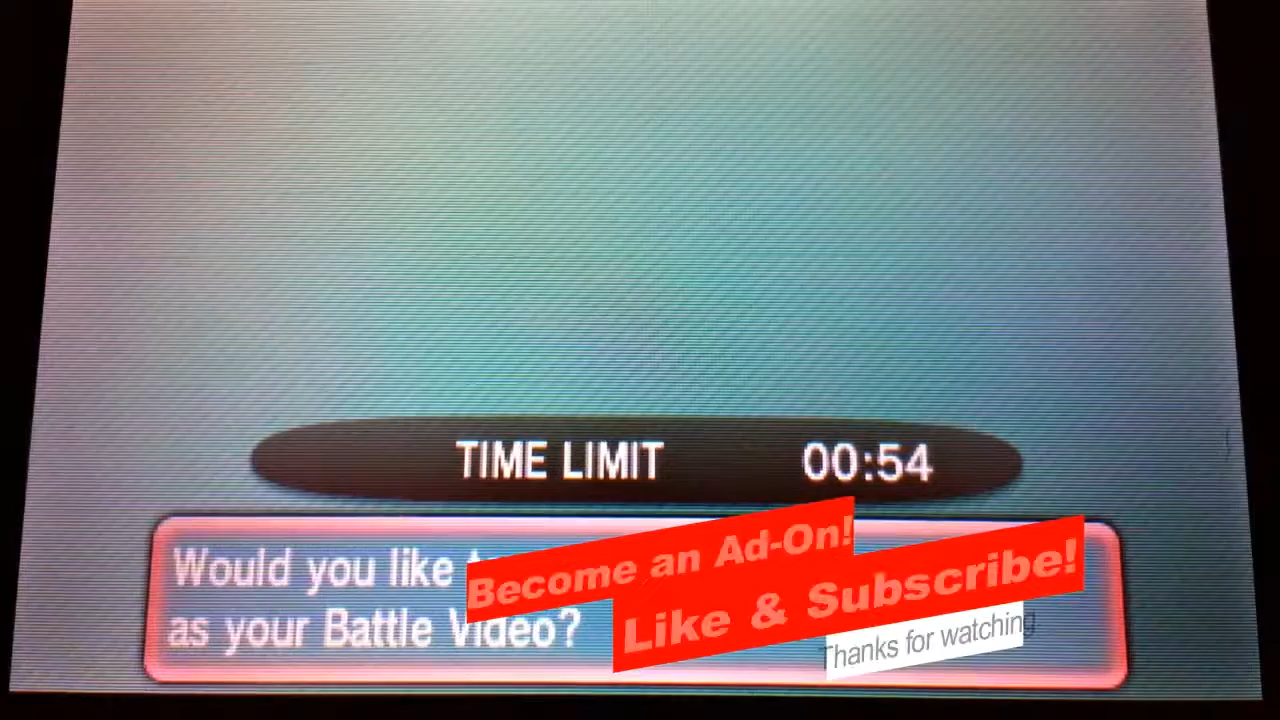 TIME LIMIT 00:54
Would you like
as your Battle Video?
Become an Ad-On!
Like & Subscribe!
Thanks for watching